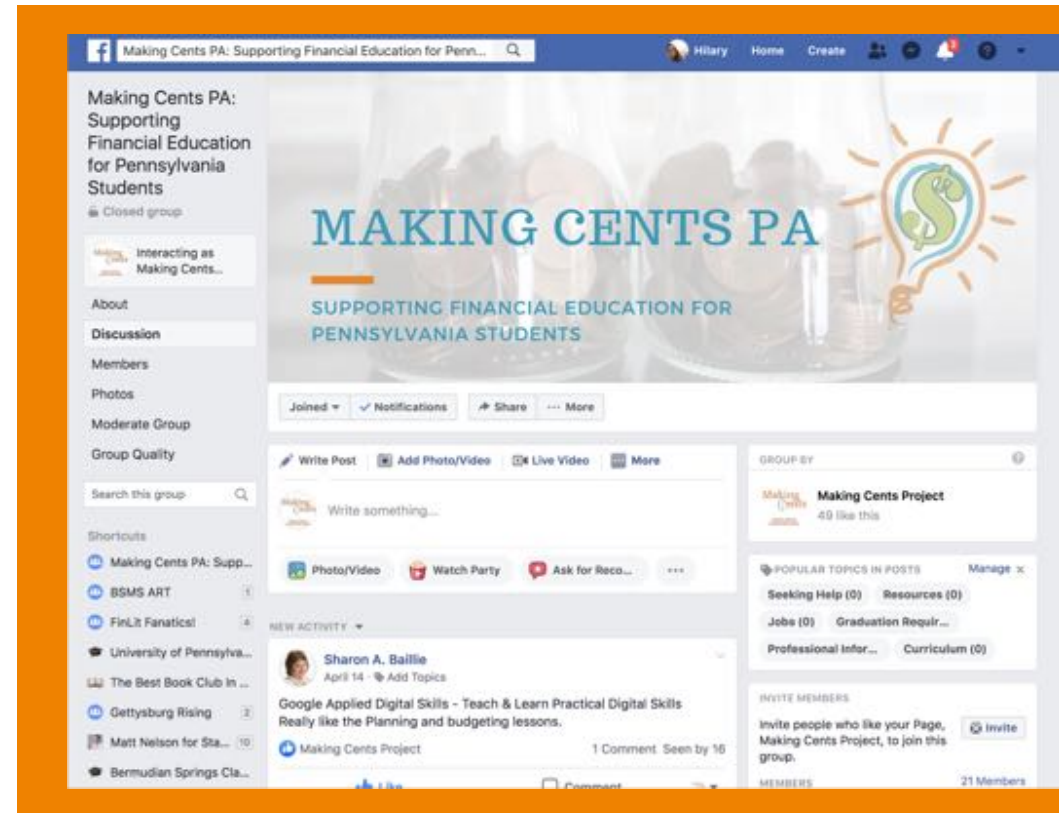 Making Cents PA: Supporting Financial Education for Penn...
Hilary
Home
Create
Making Cents PA:
Supporting
Financial Education
for Pennsylvania
Students
Closed group
Interacting as
Making Cents...
About
Discussion
Members
Photos
Moderate Group
Group Quality
Search this group
Shortcuts
Making Cents PA: Supp...
BSMS ART 1
FinLit Fanatics! 4
University of Pennsylva...
The Best Book Club In ...
Gettysburg Rising 2
Matt Nelson for Sta... 10
Bermudian Springs Cla...
MAKING CENTS PA
SUPPORTING FINANCIAL EDUCATION FOR
PENNSYLVANIA STUDENTS
Joined
Notifications
Share
... More
Write Post
Add Photo/Video
Live Video
More
Write something...
Photo/Video
Watch Party
Ask for Reco...
NEW ACTIVITY
Sharon A. Baillie
April 14 · Add Topics
Google Applied Digital Skills - Teach & Learn Practical Digital Skills
Really like the Planning and budgeting lessons.
Making Cents Project
1 Comment Seen by 16
Like
Comment
GROUP BY
Making Cents Project
49 like this
POPULAR TOPICS IN POSTS
Manage
Seeking Help (0) Resources (0)
Jobs (0) Graduation Requir...
Professional Infor... Curriculum (0)
INVITE MEMBERS
Invite people who like your Page,
Making Cents Project, to join this
group.
Invite
MEMBERS
21 Members